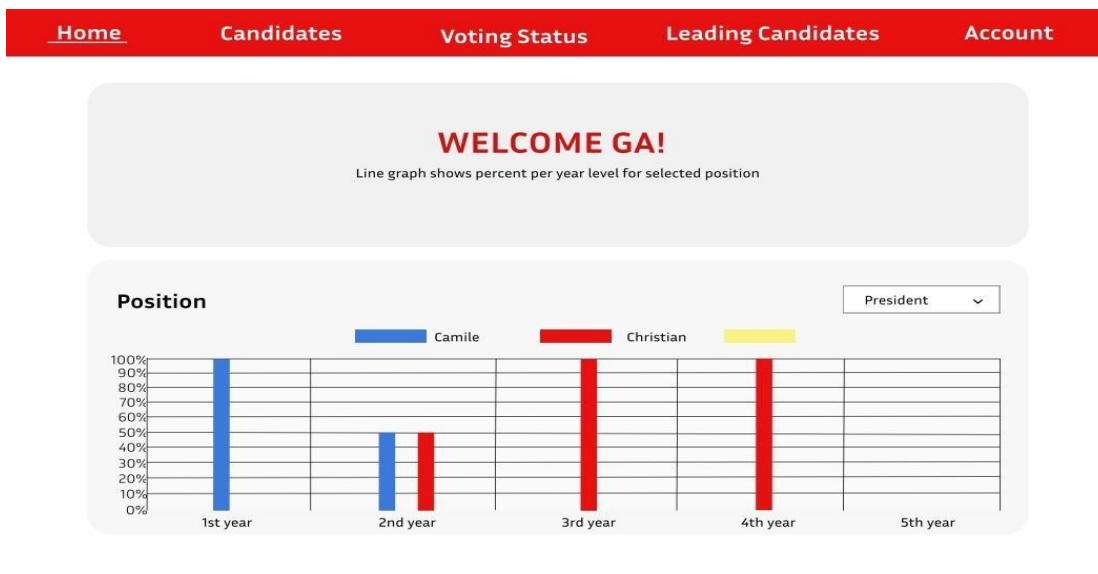 Home Candidates Voting Status Leading Candidates Account
WELCOME GA!
Line graph shows percent per year level for selected position
Position
President
Camile Christian
100%
90%
80%
70%
60%
50%
40%
30%
20%
10%
0%
1st year 2nd year 3rd year 4th year 5th year